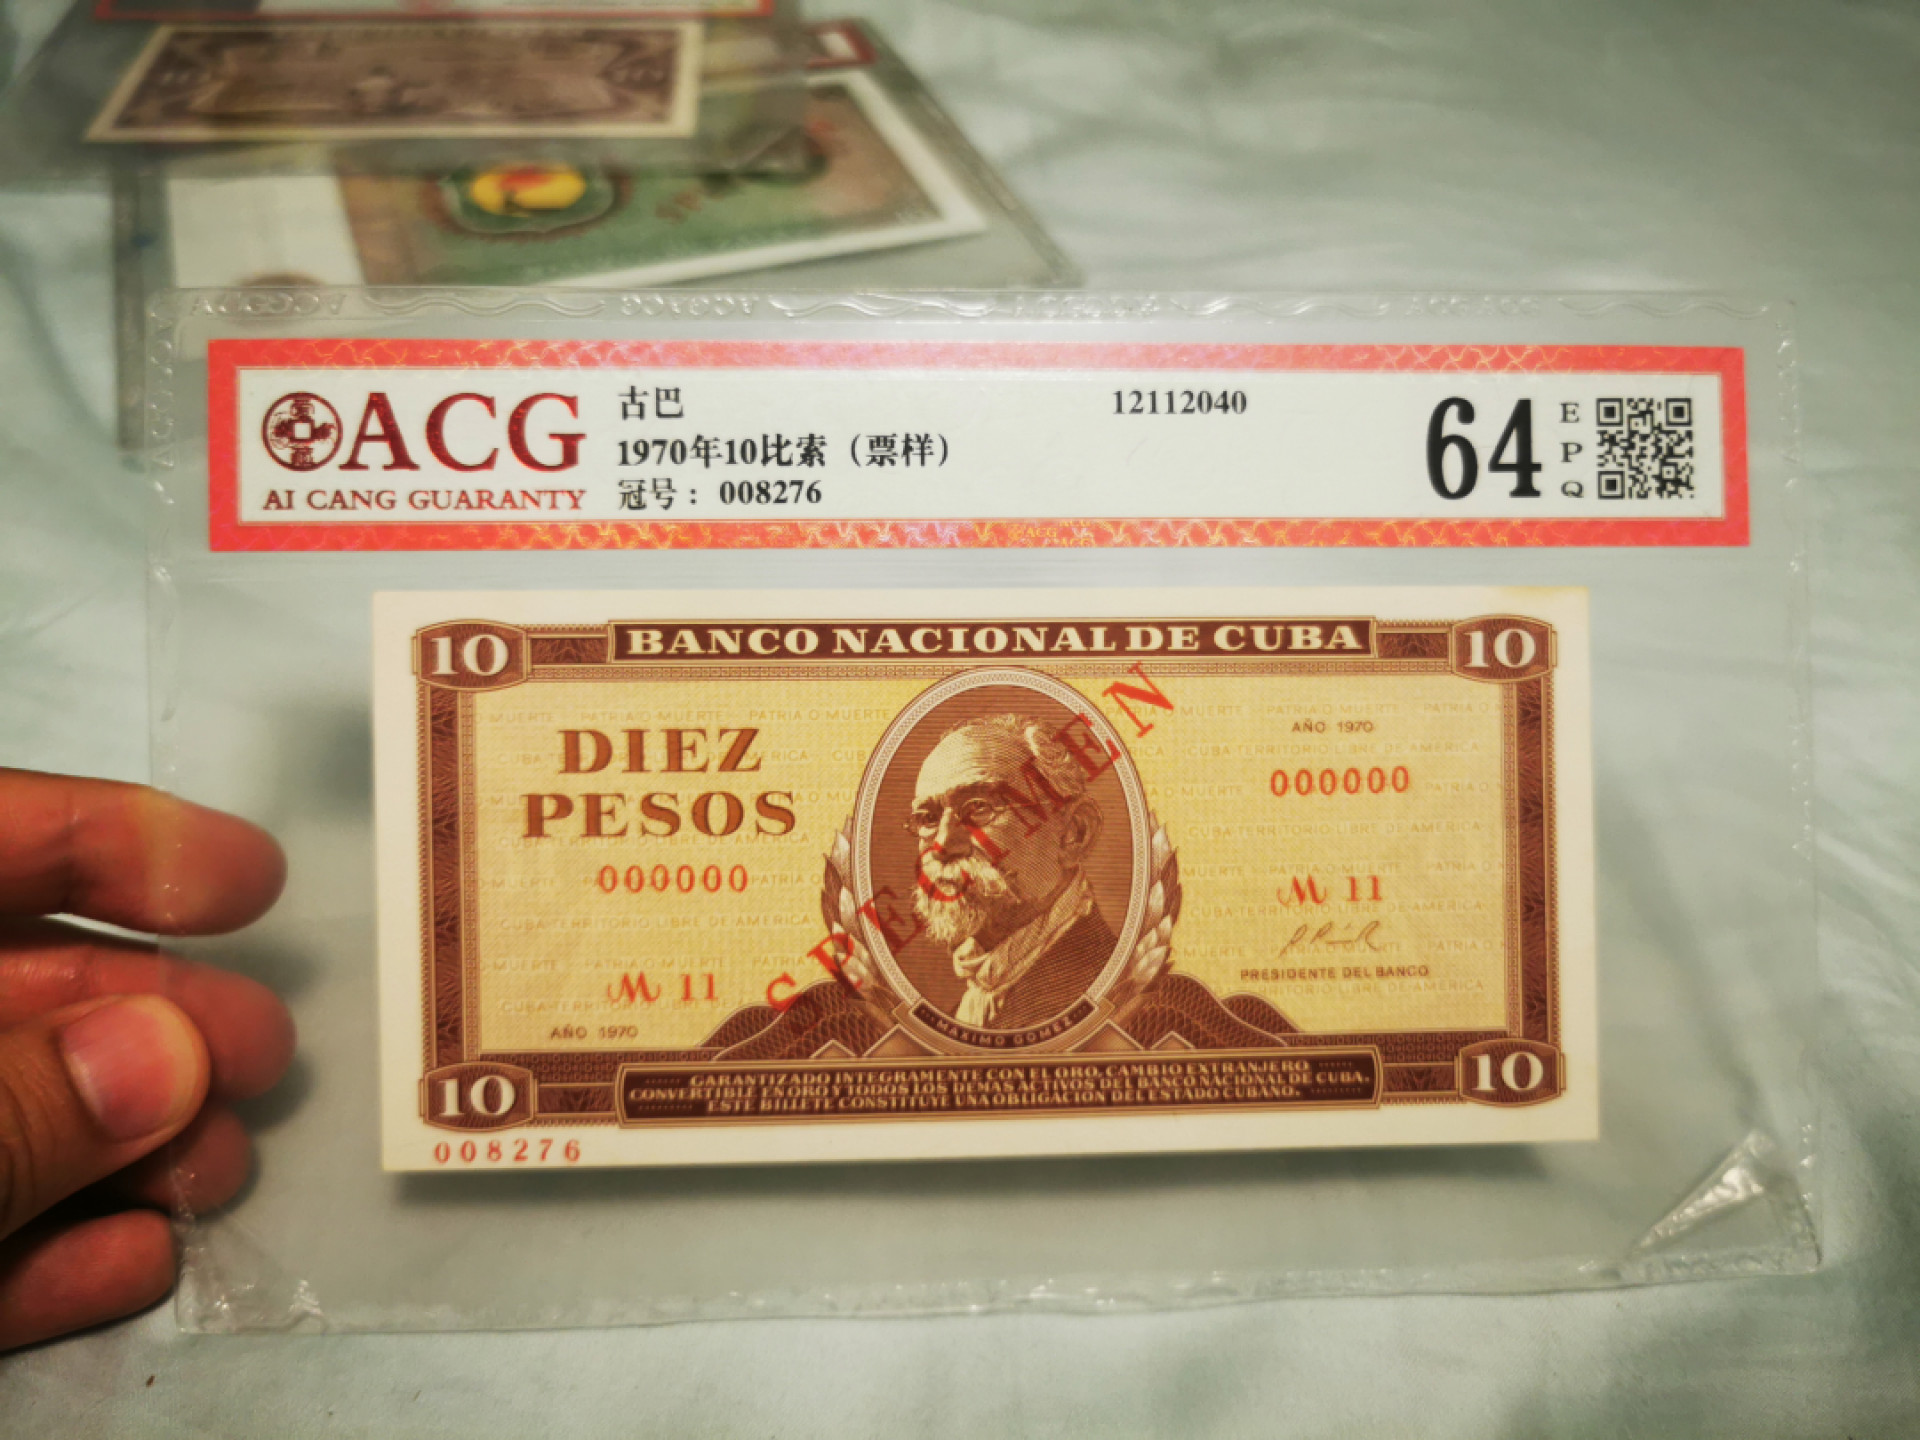 ACG
AI CANG GUARANTY
古巴
1970年10比索（票样）
冠号：008276
12112040
64
EPQ
10
BANCO NACIONAL DE CUBA
10
DIEZ
PESOS
AÑO 1970
000000
000000
M 11
M 11
SPECIMEN
PRESIDENTE DEL BANCO
AÑO 1970
MAXIMO GOMEZ
PATRIA O MUERTE
CUBA TERRITORIO LIBRE DE AMERICA
10
GARANTIZADO INTEGRAMENTE CON EL ORO, CAMBIO EXTRANJERO
CONVERTIBLE EN ORO Y TODOS LOS DEMAS ACTIVOS DEL BANCO NACIONAL DE CUBA.
ESTE BILLETE CONSTITUYE UNA OBLIGACION DEL ESTADO CUBANO.
10
008276